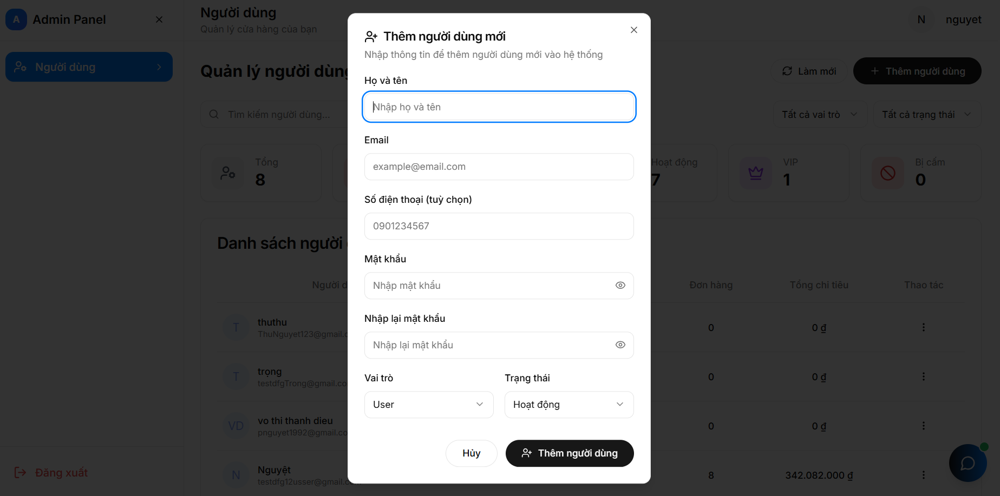 A
Admin Panel
Người dùng
Quản lý cửa hàng của bạn
N
nguyet
Người dùng
Quản lý người dùng
Làm mới
Thêm người dùng
Tìm kiếm người dùng...
Tất cả vai trò
Tất cả trạng thái
Tổng
8
Hoạt động
7
VIP
1
Bị cấm
0
Danh sách người
Người d
Đơn hàng
Tổng chi tiêu
Thao tác
T
thuthu
ThuNguyet123@gmail.c
0
0 ₫
T
trọng
testdfgTrong@gmail.co
0
0 ₫
VD
vo thi thanh dieu
pnguyet1992@gmail.co
0
0 ₫
N
Nguyệt
testdfg12usser@gmail.c
8
342.082.000 ₫
Đăng xuất
Thêm người dùng mới
Nhập thông tin để thêm người dùng mới vào hệ thống
Họ và tên
Nhập họ và tên
Email
example@email.com
Số điện thoại (tuỳ chọn)
0901234567
Mật khẩu
Nhập mật khẩu
Nhập lại mật khẩu
Nhập lại mật khẩu
Vai trò
Trạng thái
User
Hoạt động
Hủy
Thêm người dùng